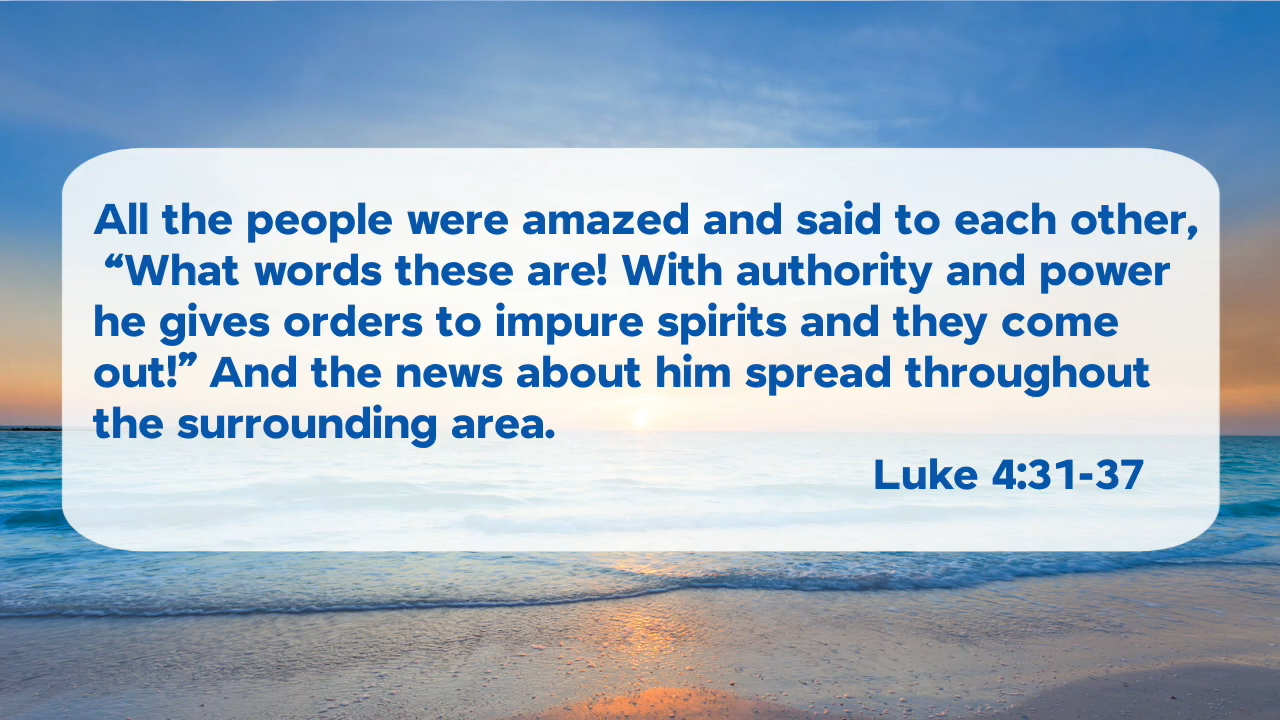 All the people were amazed and said to each other,
“What words these are! With authority and power
he gives orders to impure spirits and they come
out!” And the news about him spread throughout
the surrounding area.
Luke 4:31-37